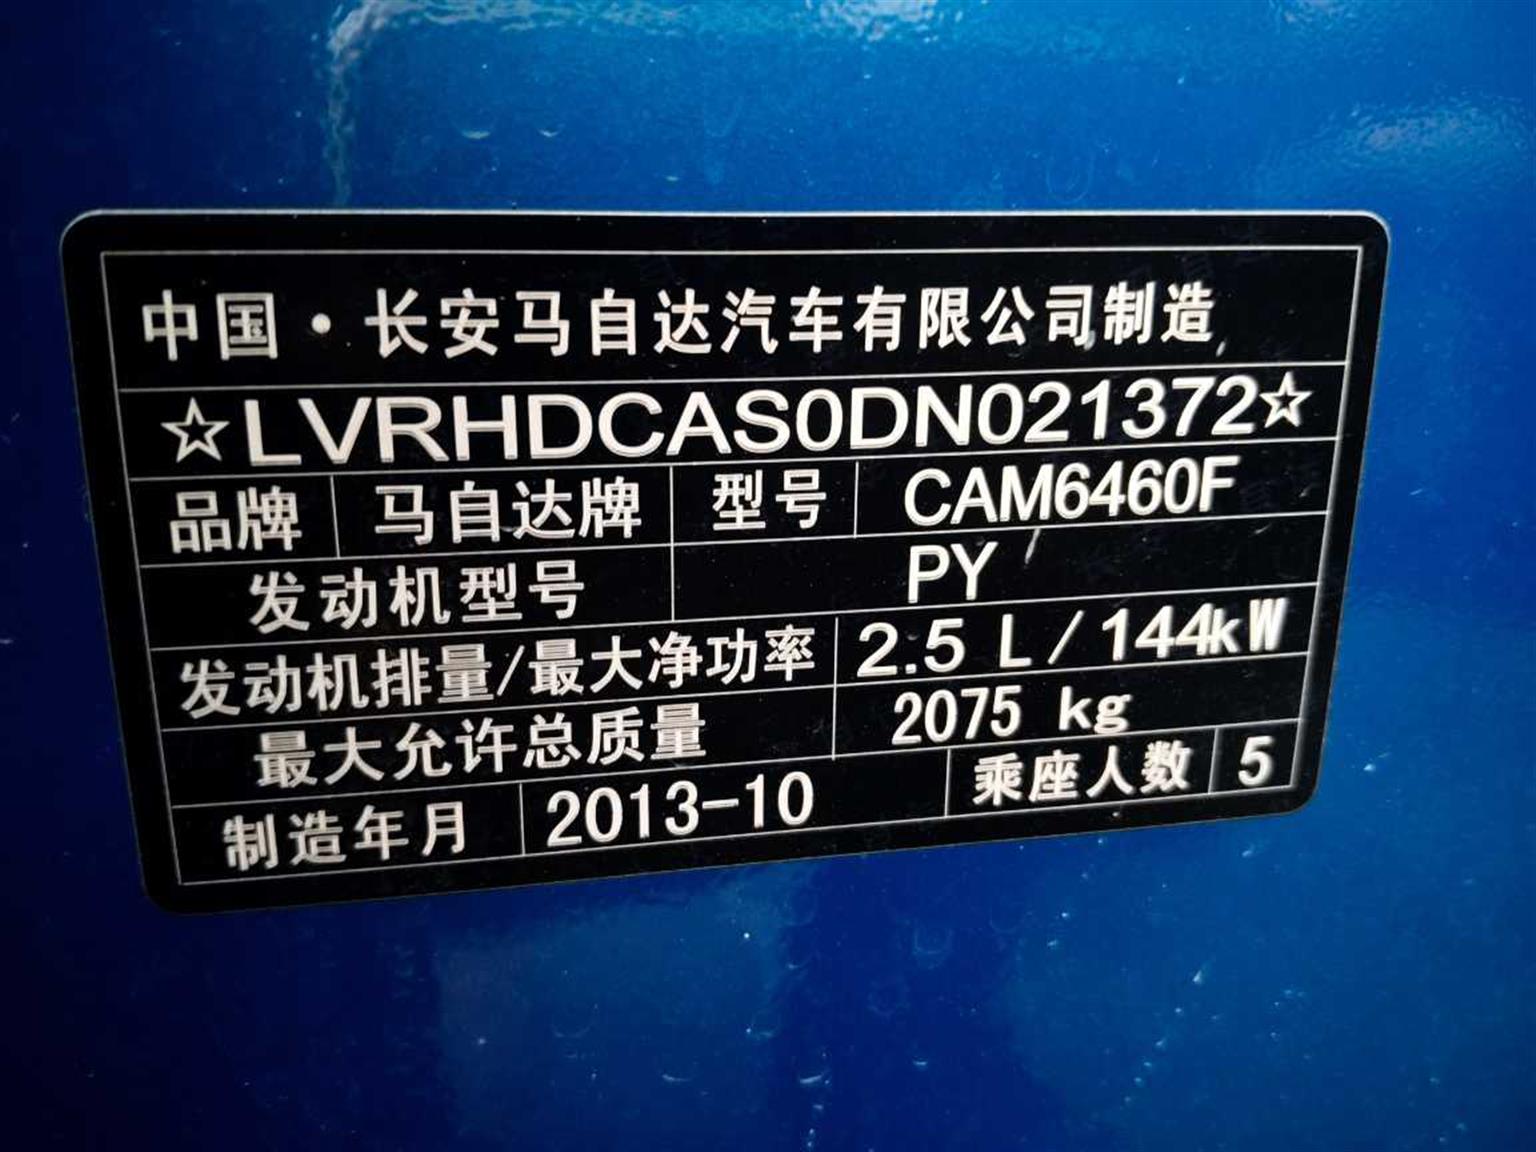 中国·长安马自达汽车有限公司制造
☆LVRHDCAS0DN021372☆
品牌 马自达牌 型号 CAM6460F
发动机型号 PY
发动机排量/最大净功率 2.5 L/144kW
最大允许总质量 2075 kg
制造年月 2013-10 乘座人数 5